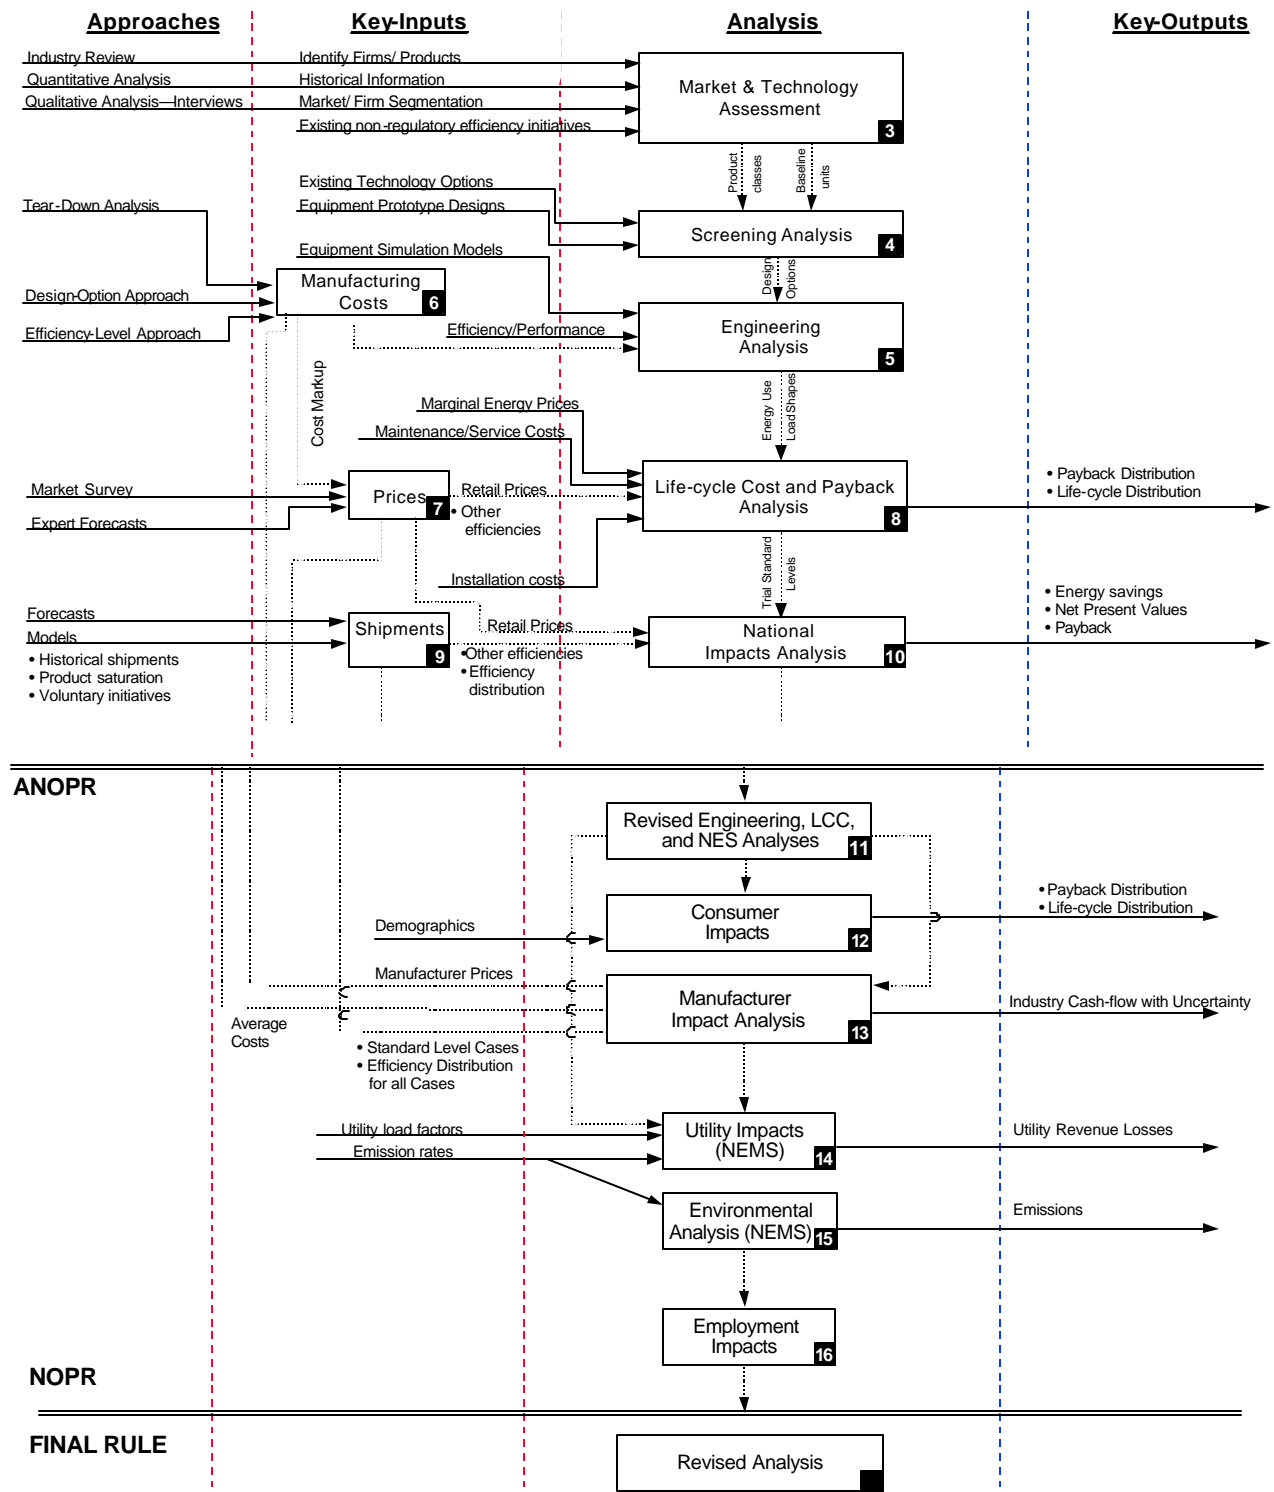 Approaches
Key-Inputs
Analysis
Key-Outputs
Industry Review
Identify Firms/ Products
Quantitative Analysis
Historical Information
Qualitative Analysis—Interviews
Market/ Firm Segmentation
Existing non-regulatory efficiency initiatives
Market & Technology
Assessment
3
Product
classes
Baseline
units
Existing Technology Options
Equipment Prototype Designs
Tear-Down Analysis
Screening Analysis
4
Equipment Simulation Models
Design
Options
Manufacturing
Costs
6
Design-Option Approach
Efficiency-Level Approach
Efficiency/Performance
Engineering
Analysis
5
Cost Markup
Energy Use
Load Shapes
Marginal Energy Prices
Maintenance/Service Costs
Market Survey
Expert Forecasts
Prices
7
Retail Prices
• Other
efficiencies
Life-cycle Cost and Payback
Analysis
8
• Payback Distribution
• Life-cycle Distribution
Installation costs
Trial Standard
Levels
Forecasts
Models
• Historical shipments
• Product saturation
• Voluntary initiatives
Shipments
9
Retail Prices
•Other efficiencies
• Efficiency
distribution
National
Impacts Analysis
10
• Energy savings
• Net Present Values
• Payback
ANOPR
Revised Engineering, LCC,
and NES Analyses
11
Consumer
Impacts
12
• Payback Distribution
• Life-cycle Distribution
Demographics
Manufacturer Prices
Manufacturer
Impact Analysis
13
Industry Cash-flow with Uncertainty
Average
Costs
• Standard Level Cases
• Efficiency Distribution
for all Cases
Utility load factors
Emission rates
Utility Impacts
(NEMS)
14
Utility Revenue Losses
Environmental
Analysis (NEMS)
15
Emissions
Employment
Impacts
16
NOPR
FINAL RULE
Revised Analysis